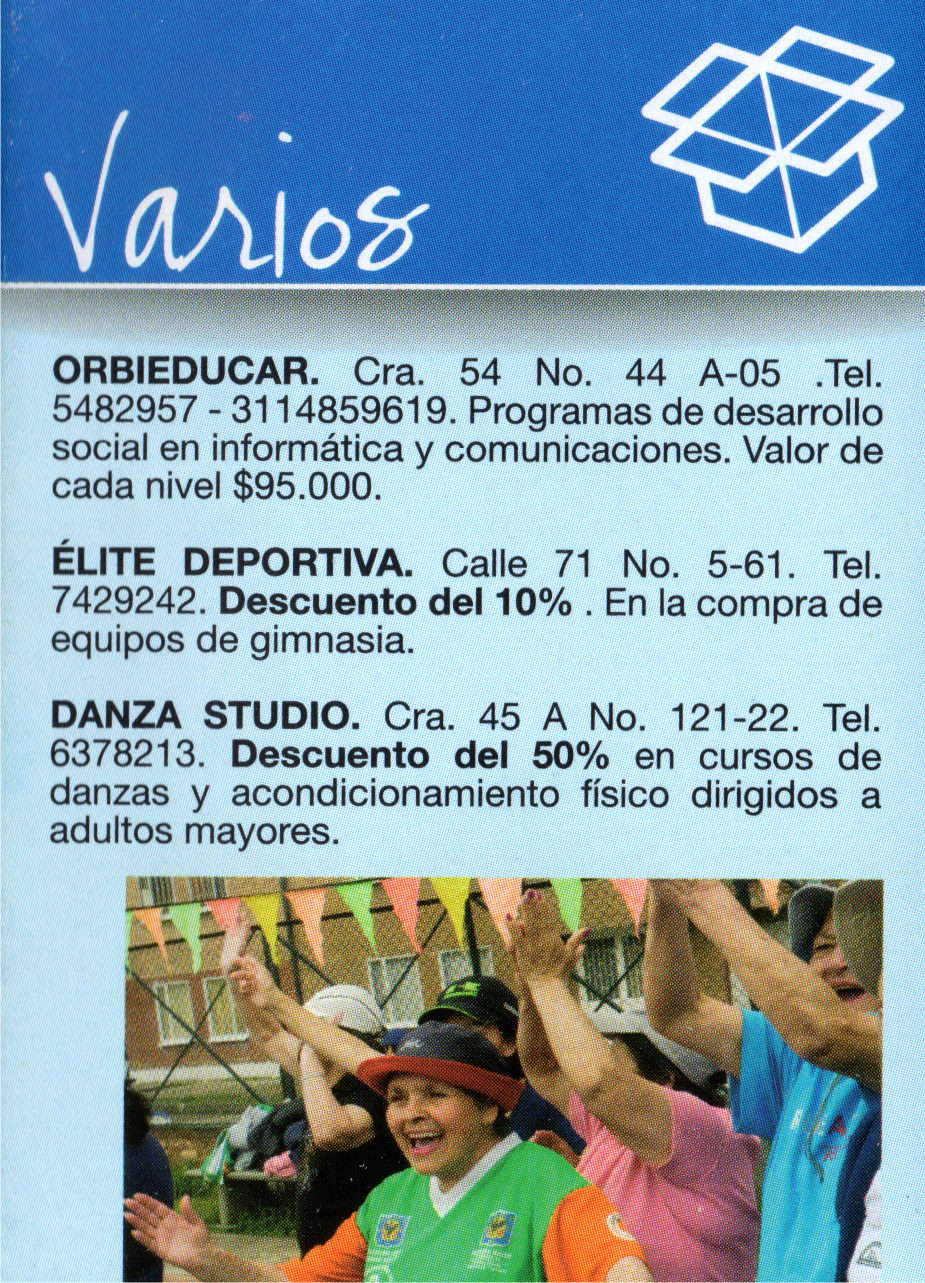 Varios
ORBIEDUCAR. Cra. 54 No. 44 A-05 .Tel.
5482957 - 3114859619. Programas de desarrollo
social en informática y comunicaciones. Valor de
cada nivel $95.000.
ÉLITE DEPORTIVA. Calle 71 No. 5-61. Tel.
7429242. Descuento del 10% . En la compra de
equipos de gimnasia.
DANZA STUDIO. Cra. 45 A No. 121-22. Tel.
6378213. Descuento del 50% en cursos de
danzas y acondicionamiento físico dirigidos a
adultos mayores.